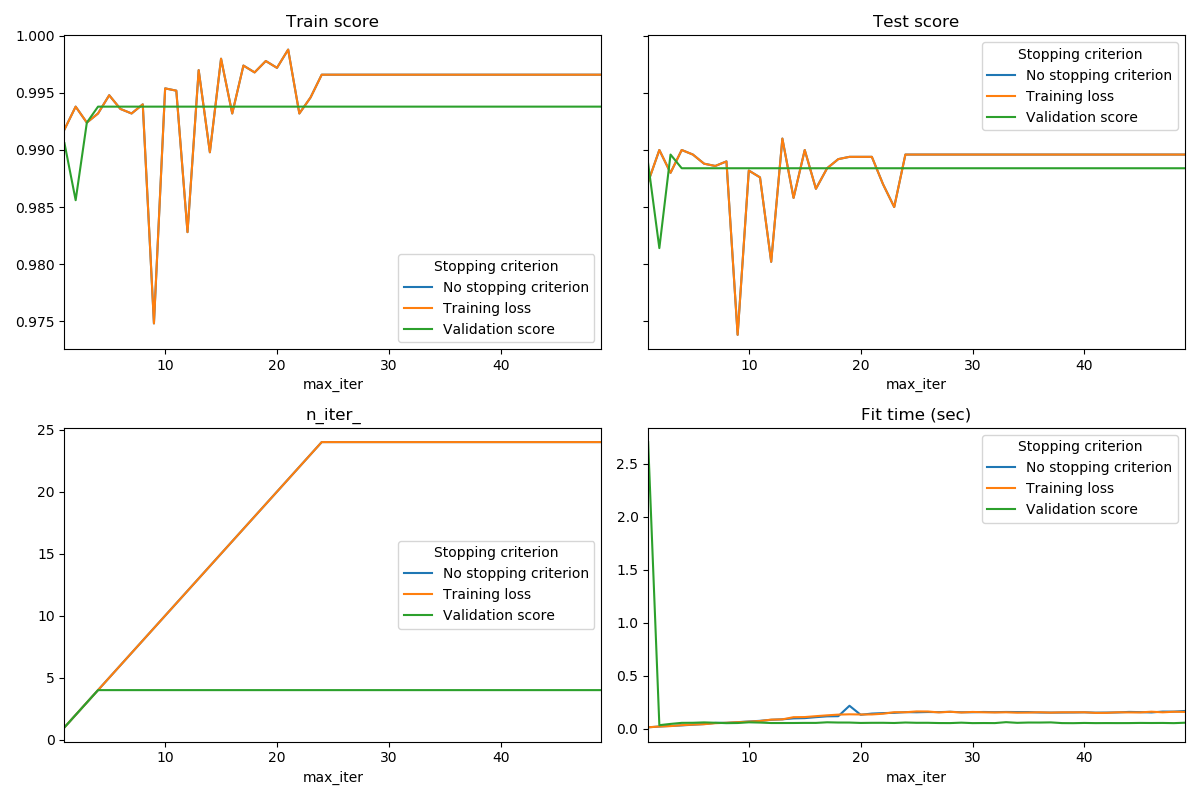 Train score
1.000
0.995
0.990
0.985
0.980
0.975
10
20
30
40
max_iter
Stopping criterion
No stopping criterion
Training loss
Validation score
Test score
10
20
30
40
max_iter
Stopping criterion
No stopping criterion
Training loss
Validation score
n_iter_
25
20
15
10
5
0
10
20
30
40
max_iter
Stopping criterion
No stopping criterion
Training loss
Validation score
Fit time (sec)
2.5
2.0
1.5
1.0
0.5
0.0
10
20
30
40
max_iter
Stopping criterion
No stopping criterion
Training loss
Validation score